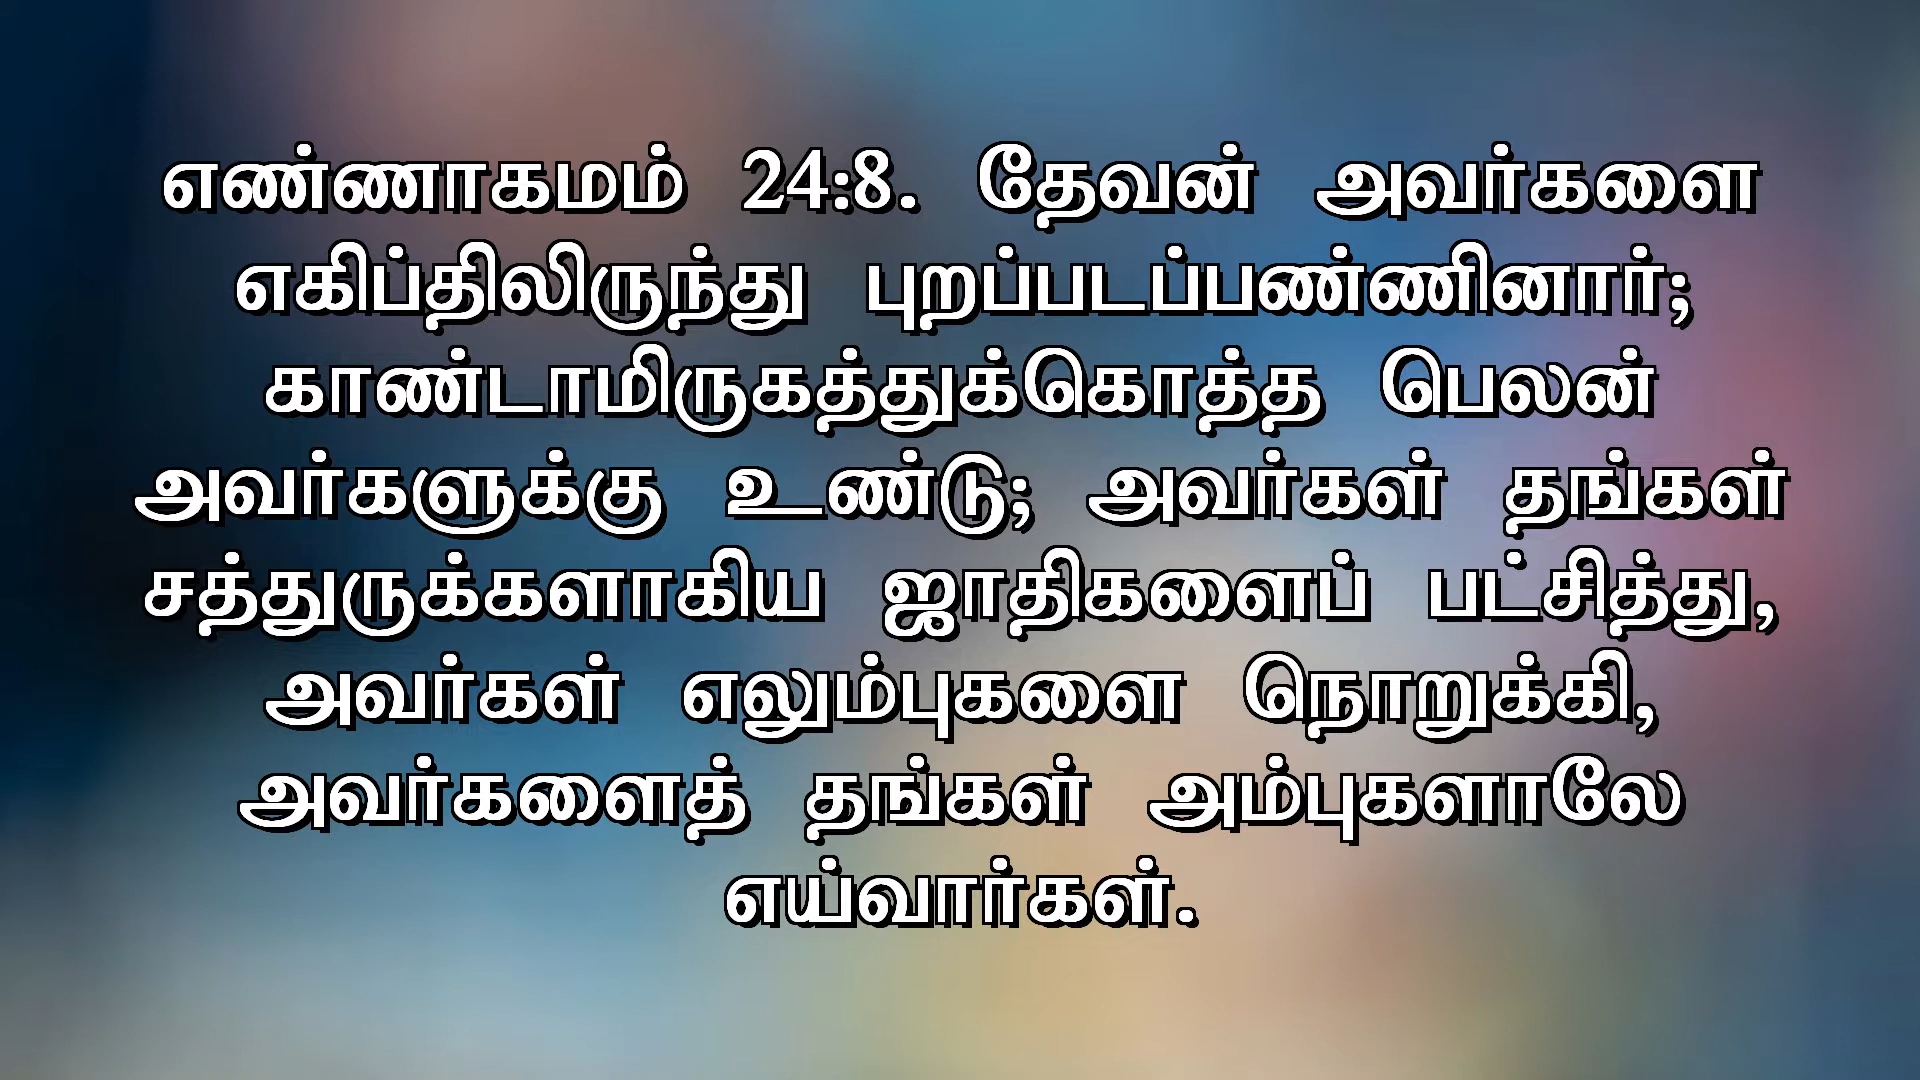 எண்ணாகமம் 24:8. தேவன் அவர்களை
எகிப்திலிருந்து புறப்படப்பண்ணினார்;
காண்டாமிருகத்துக்கொத்த பெலன்
அவர்களுக்கு உண்டு; அவர்கள் தங்கள்
சத்துருக்களாகிய ஜாதிகளைப் பட்சித்து,
அவர்கள் எலும்புகளை நொறுக்கி,
அவர்களைத் தங்கள் அம்புகளாலே
எய்வார்கள்.